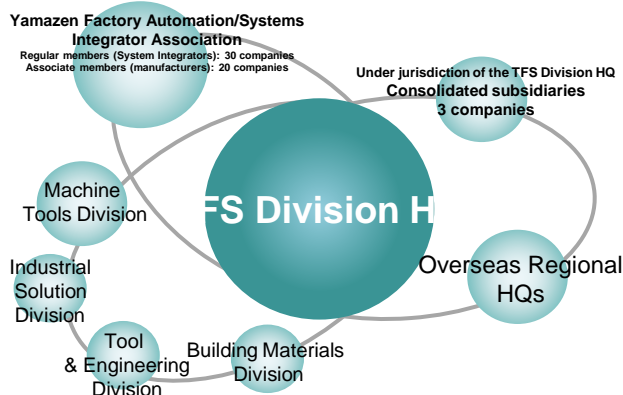 Yamazen Factory Automation/Systems
Integrator Association
Regular members (System Integrators): 30 companies
Associate members (manufacturers): 20 companies
Under jurisdiction of the TFS Division HQ
Consolidated subsidiaries
3 companies
FS Division H
Machine
Tools Division
Overseas Regional
HQs
Industrial
Solution
Division
Tool
& Engineering
Division
Building Materials
Division